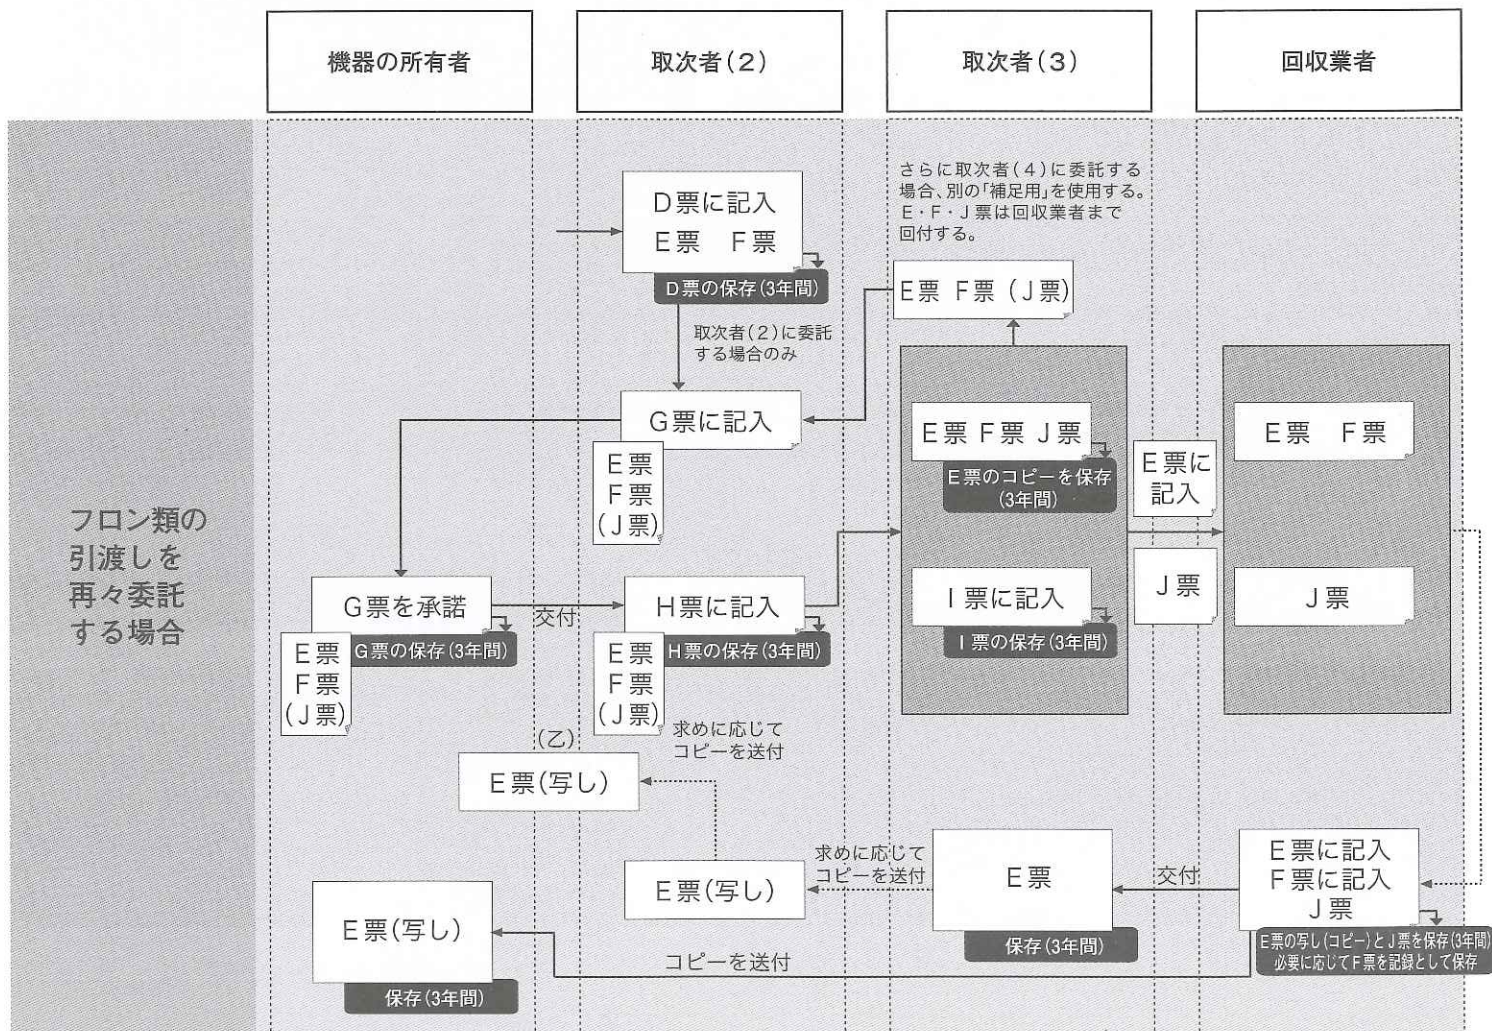 機器の所有者
取次者(2)
取次者(3)
回収業者
フロン類の
引渡しを
再々委託
する場合
D票に記入
E票 F票
D票の保存(3年間)
さらに取次者(4)に委託する
場合、別の「補足用」を使用する。
E・F・J票は回収業者まで
回付する。
E票 F票 (J票)
取次者(2)に委託
する場合のみ
G票に記入
E票
F票
(J票)
E票 F票 J票
E票のコピーを保存
(3年間)
E票に
記入
E票 F票
G票を承諾
G票の保存(3年間)
E票
F票
(J票)
交付
H票に記入
H票の保存(3年間)
E票
F票
(J票)
I票に記入
I票の保存(3年間)
J票
J票
(乙)
求めに応じて
コピーを送付
E票(写し)
E票(写し)
求めに応じて
コピーを送付
E票
保存(3年間)
交付
E票に記入
F票に記入
J票
E票の写し(コピー)とJ票を保存(3年間)
必要に応じてF票を記録として保存
E票(写し)
保存(3年間)
コピーを送付